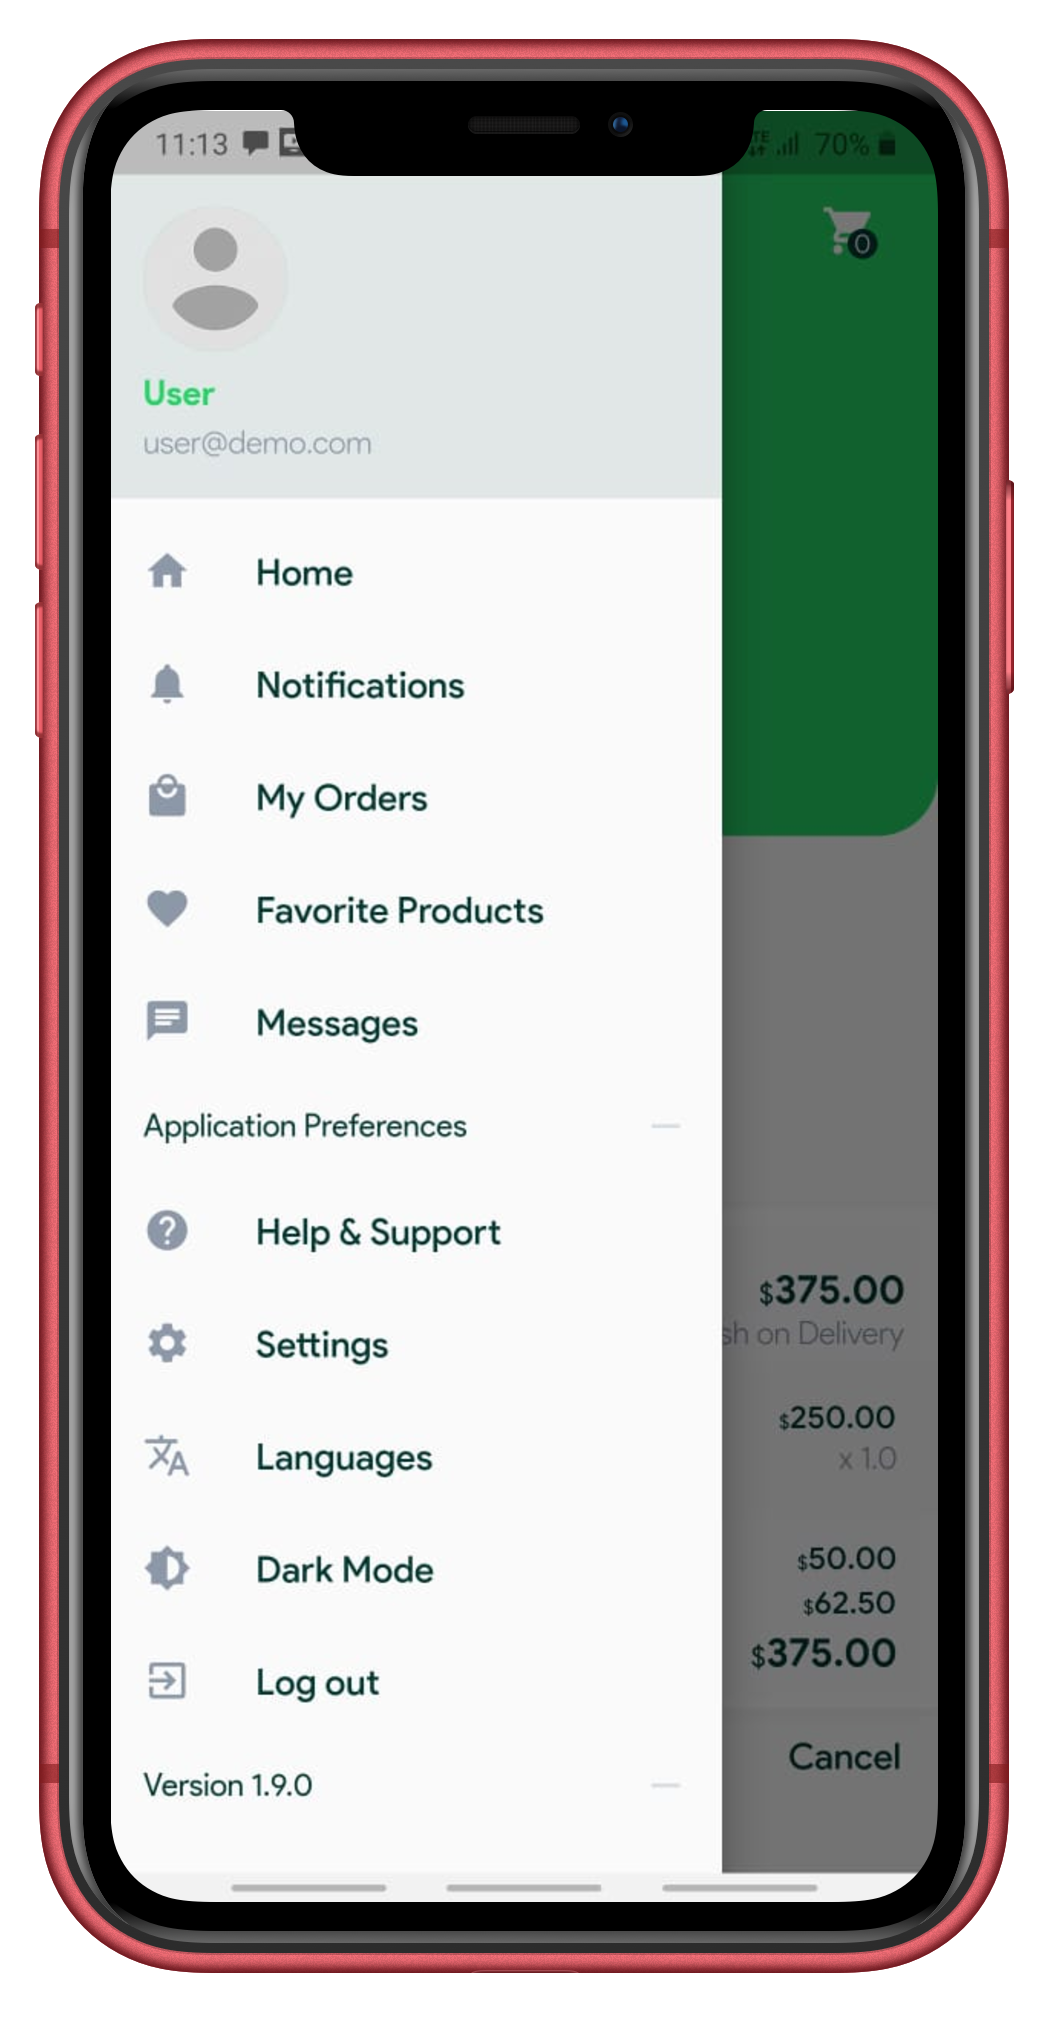 11:13
70%
0
User
user@demo.com
Home
Notifications
My Orders
Favorite Products
Messages
Application Preferences
Help & Support
$375.00
on Delivery
Settings
$250.00
x 1.0
Languages
Dark Mode
$50.00
$62.50
$375.00
Log out
Cancel
Version 1.9.0